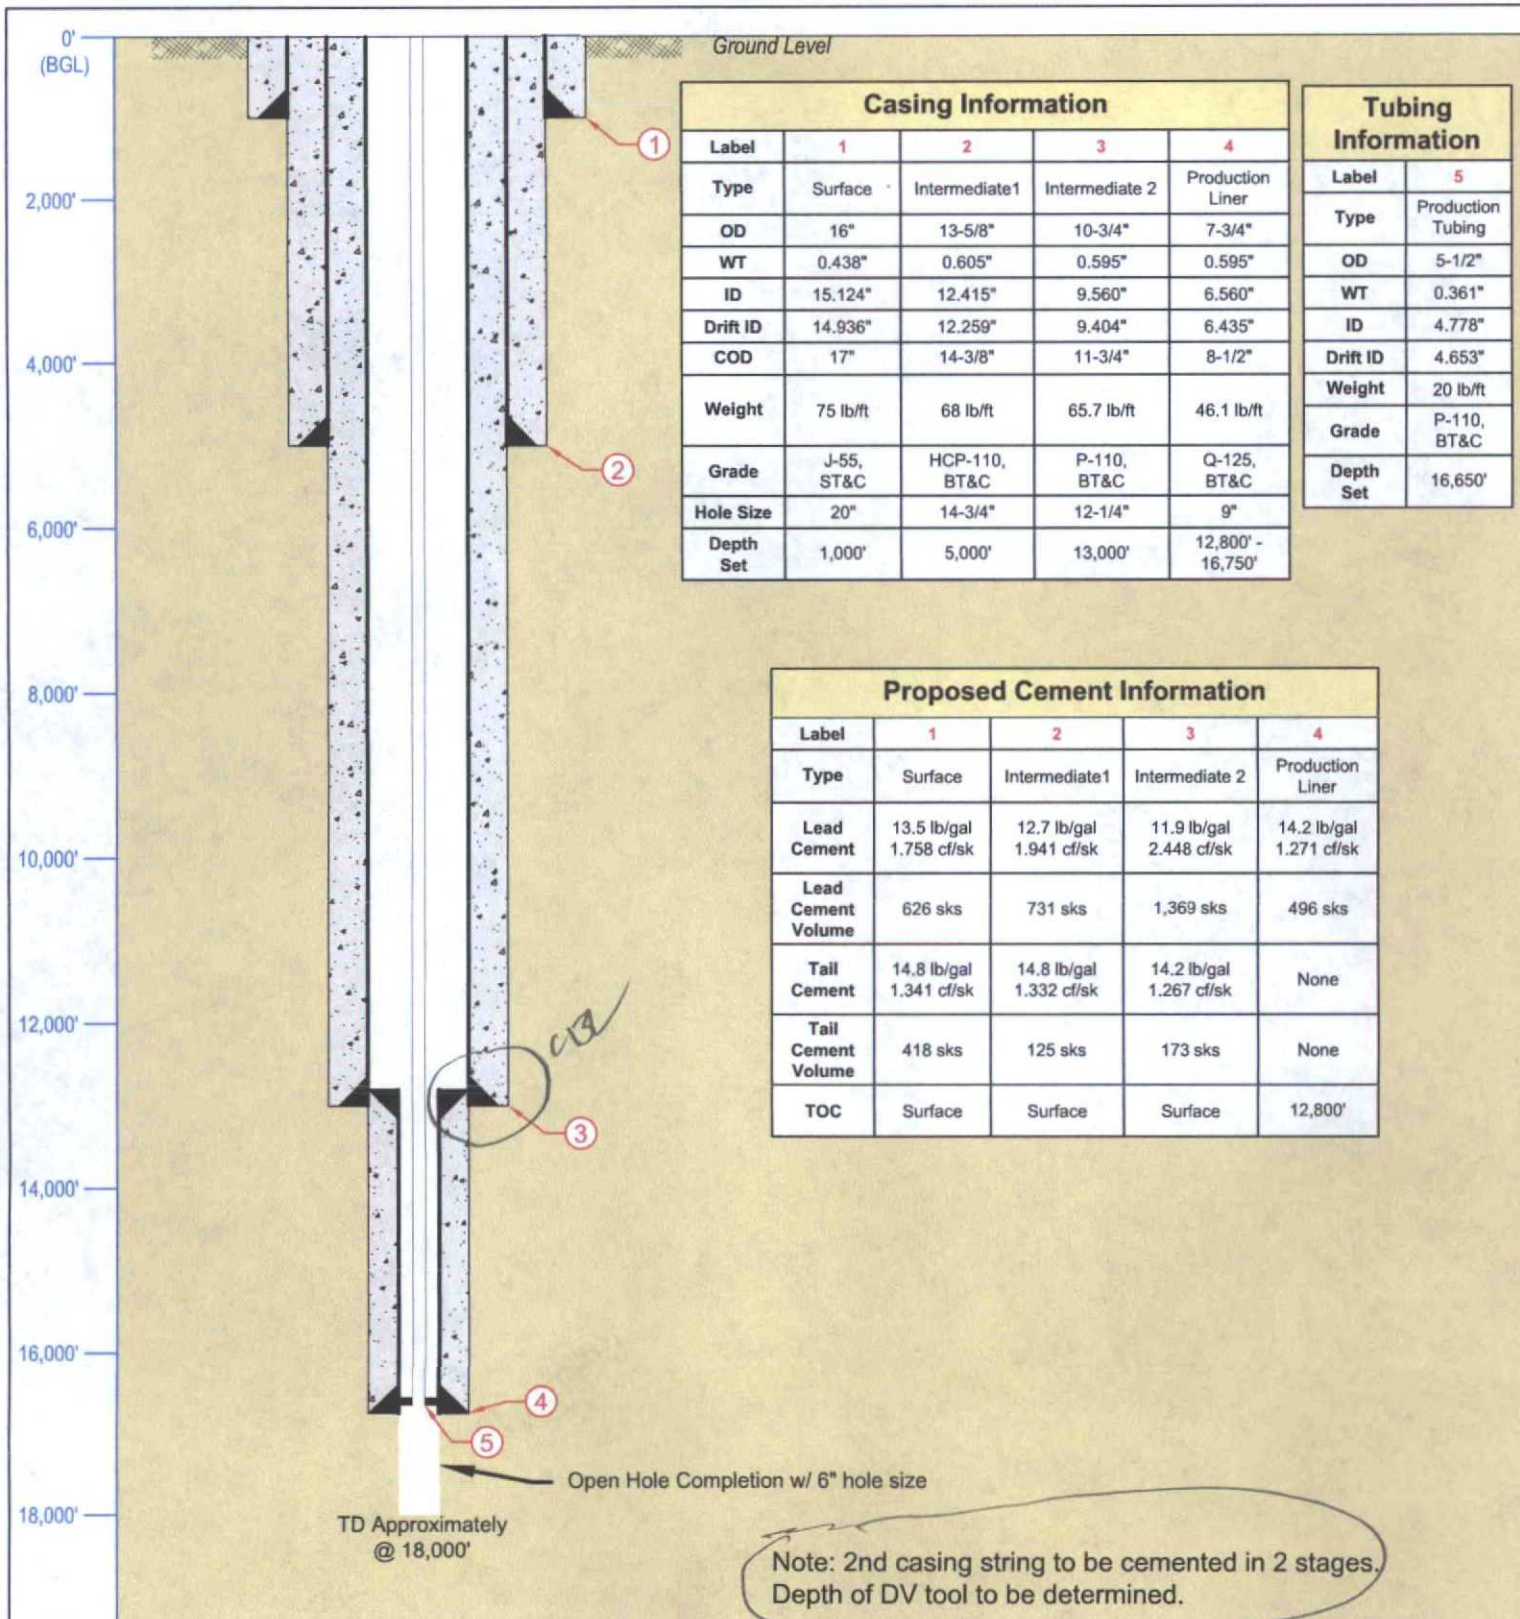 0'
(BGL)
2,000'
4,000'
6,000'
8,000'
10,000'
12,000'
14,000'
16,000'
18,000'
Ground Level
1
2
3
4
5
CBL
Open Hole Completion w/ 6" hole size
TD Approximately
@ 18,000'
Casing Information
Label 1 2 3 4
Type Surface Intermediate1 Intermediate 2 Production Liner
OD 16" 13-5/8" 10-3/4" 7-3/4"
WT 0.438" 0.605" 0.595" 0.595"
ID 15.124" 12.415" 9.560" 6.560"
Drift ID 14.936" 12.259" 9.404" 6.435"
COD 17" 14-3/8" 11-3/4" 8-1/2"
Weight 75 lb/ft 68 lb/ft 65.7 lb/ft 46.1 lb/ft
Grade J-55, ST&C HCP-110, BT&C P-110, BT&C Q-125, BT&C
Hole Size 20" 14-3/4" 12-1/4" 9"
Depth Set 1,000' 5,000' 13,000' 12,800' - 16,750'
Tubing
Information
Label 5
Type Production Tubing
OD 5-1/2"
WT 0.361"
ID 4.778"
Drift ID 4.653"
Weight 20 lb/ft
Grade P-110, BT&C
Depth Set 16,650'
Proposed Cement Information
Label 1 2 3 4
Type Surface Intermediate1 Intermediate 2 Production Liner
Lead Cement 13.5 lb/gal 1.758 cf/sk 12.7 lb/gal 1.941 cf/sk 11.9 lb/gal 2.448 cf/sk 14.2 lb/gal 1.271 cf/sk
Lead Cement Volume 626 sks 731 sks 1,369 sks 496 sks
Tail Cement 14.8 lb/gal 1.341 cf/sk 14.8 lb/gal 1.332 cf/sk 14.2 lb/gal 1.267 cf/sk None
Tail Cement Volume 418 sks 125 sks 173 sks None
TOC Surface Surface Surface 12,800'
Note: 2nd casing string to be cemented in 2 stages.
Depth of DV tool to be determined.